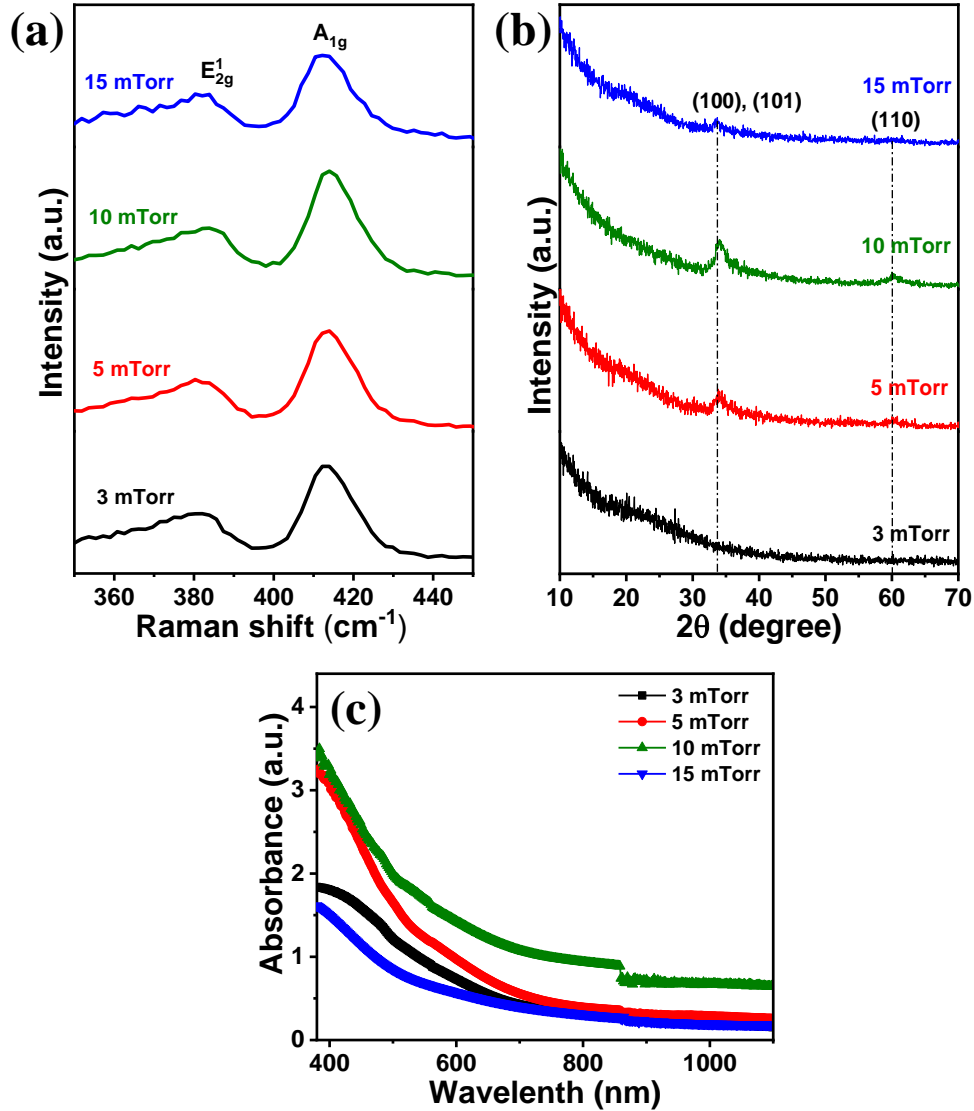 (a)
A1g
E^1_2g
15 mTorr
10 mTorr
5 mTorr
3 mTorr
Intensity (a.u.)
360 380 400 420 440
Raman shift (cm-1)
(b)
15 mTorr
(100), (101)
(110)
10 mTorr
5 mTorr
3 mTorr
Intensity (a.u.)
10 20 30 40 50 60 70
2θ (degree)
(c)
3 mTorr
5 mTorr
10 mTorr
15 mTorr
4
3
2
1
0
Absorbance (a.u.)
400 600 800 1000
Wavelenth (nm)